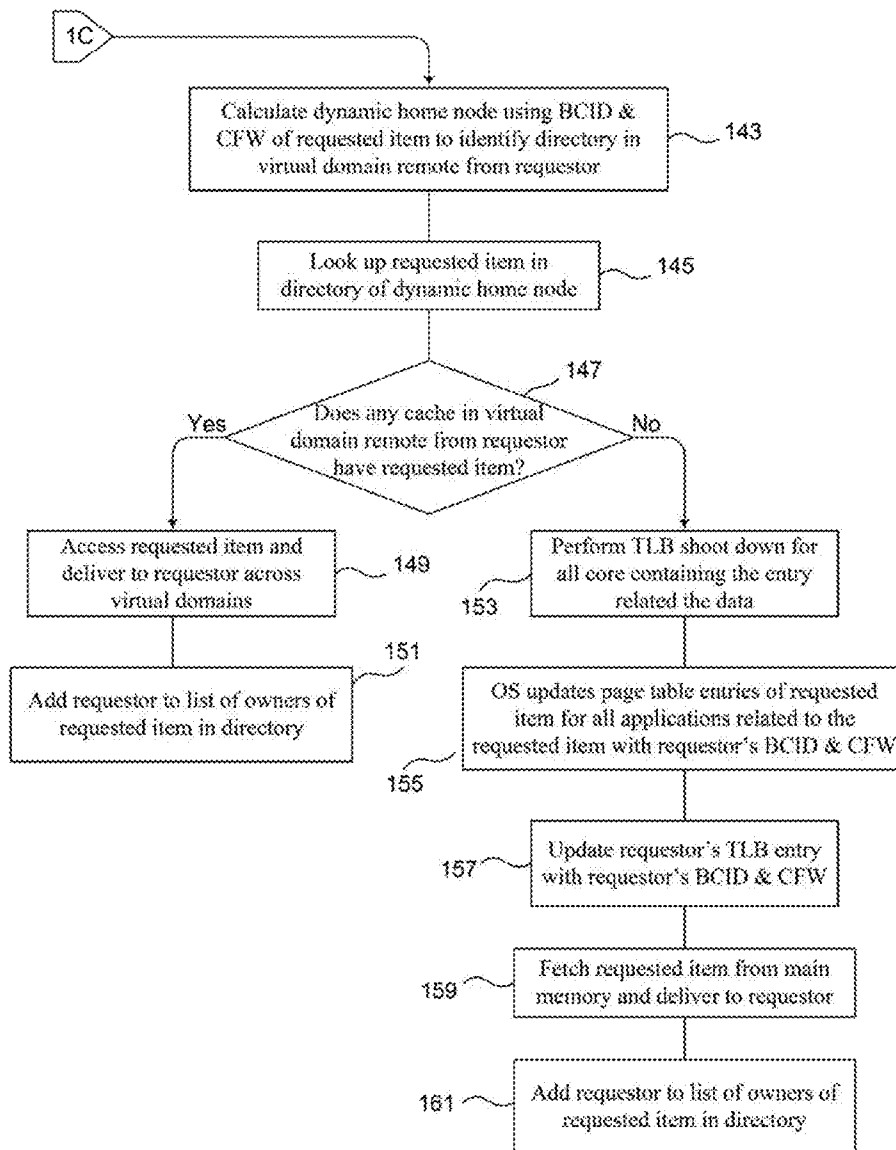 1C
Calculate dynamic home node using BCID &
CFW of requested item to identify directory in
virtual domain remote from requestor
143
Look up requested item in
directory of dynamic home node
145
147
Does any cache in virtual
domain remote from requestor
have requested item?
Yes
No
Access requested item and
deliver to requestor across
virtual domains
149
Perform TLB shoot down for
all core containing the entry
related the data
153
Add requestor to list of owners of
requested item in directory
151
OS updates page table entries of requested
item for all applications related to the
requested item with requestor's BCID & CFW
155
Update requestor's TLB entry
with requestor's BCID & CFW
157
Fetch requested item from main
memory and deliver to requestor
159
Add requestor to list of owners of
requested item in directory
161